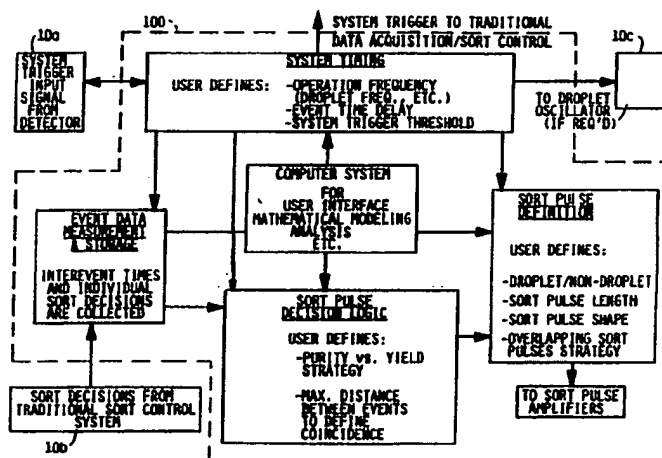 10a
SYSTEM
TRIGGER
INPUT
SIGNAL
FROM
DETECTOR
100
SYSTEM TRIGGER TO TRADITIONAL
DATA ACQUISITION/SORT CONTROL
10c
SYSTEM TIMING
USER DEFINES: -OPERATION FREQUENCY
(DROPLET FREQ., ETC.)
-EVENT TIME DELAY
-SYSTEM TRIGGER THRESHOLD
TO DROPLET
OSCILLATOR
(IF REQ'D)
COMPUTER SYSTEM
FOR
USER INTERFACE
MATHEMATICAL MODELING
ANALYSIS
ETC.
EVENT DATA
MEASUREMENT
& STORAGE
INTEREVENT TIMES
AND INDIVIDUAL
SORT DECISIONS
ARE COLLECTED
SORT PULSE
DEFINITION
USER DEFINES:
-DROPLET/NON-DROPLET
-SORT PULSE LENGTH
-SORT PULSE SHAPE
-OVERLAPPING SORT
PULSES STRATEGY
SORT PULSE
DECISION LOGIC
USER DEFINES:
-PURITY vs. YIELD
STRATEGY
-MAX. DISTANCE
BETWEEN EVENTS
TO DEFINE
COINCIDENCE
SORT DECISIONS FROM
TRADITIONAL SORT CONTROL
SYSTEM
10b
TO SORT PULSE
AMPLIFIERS